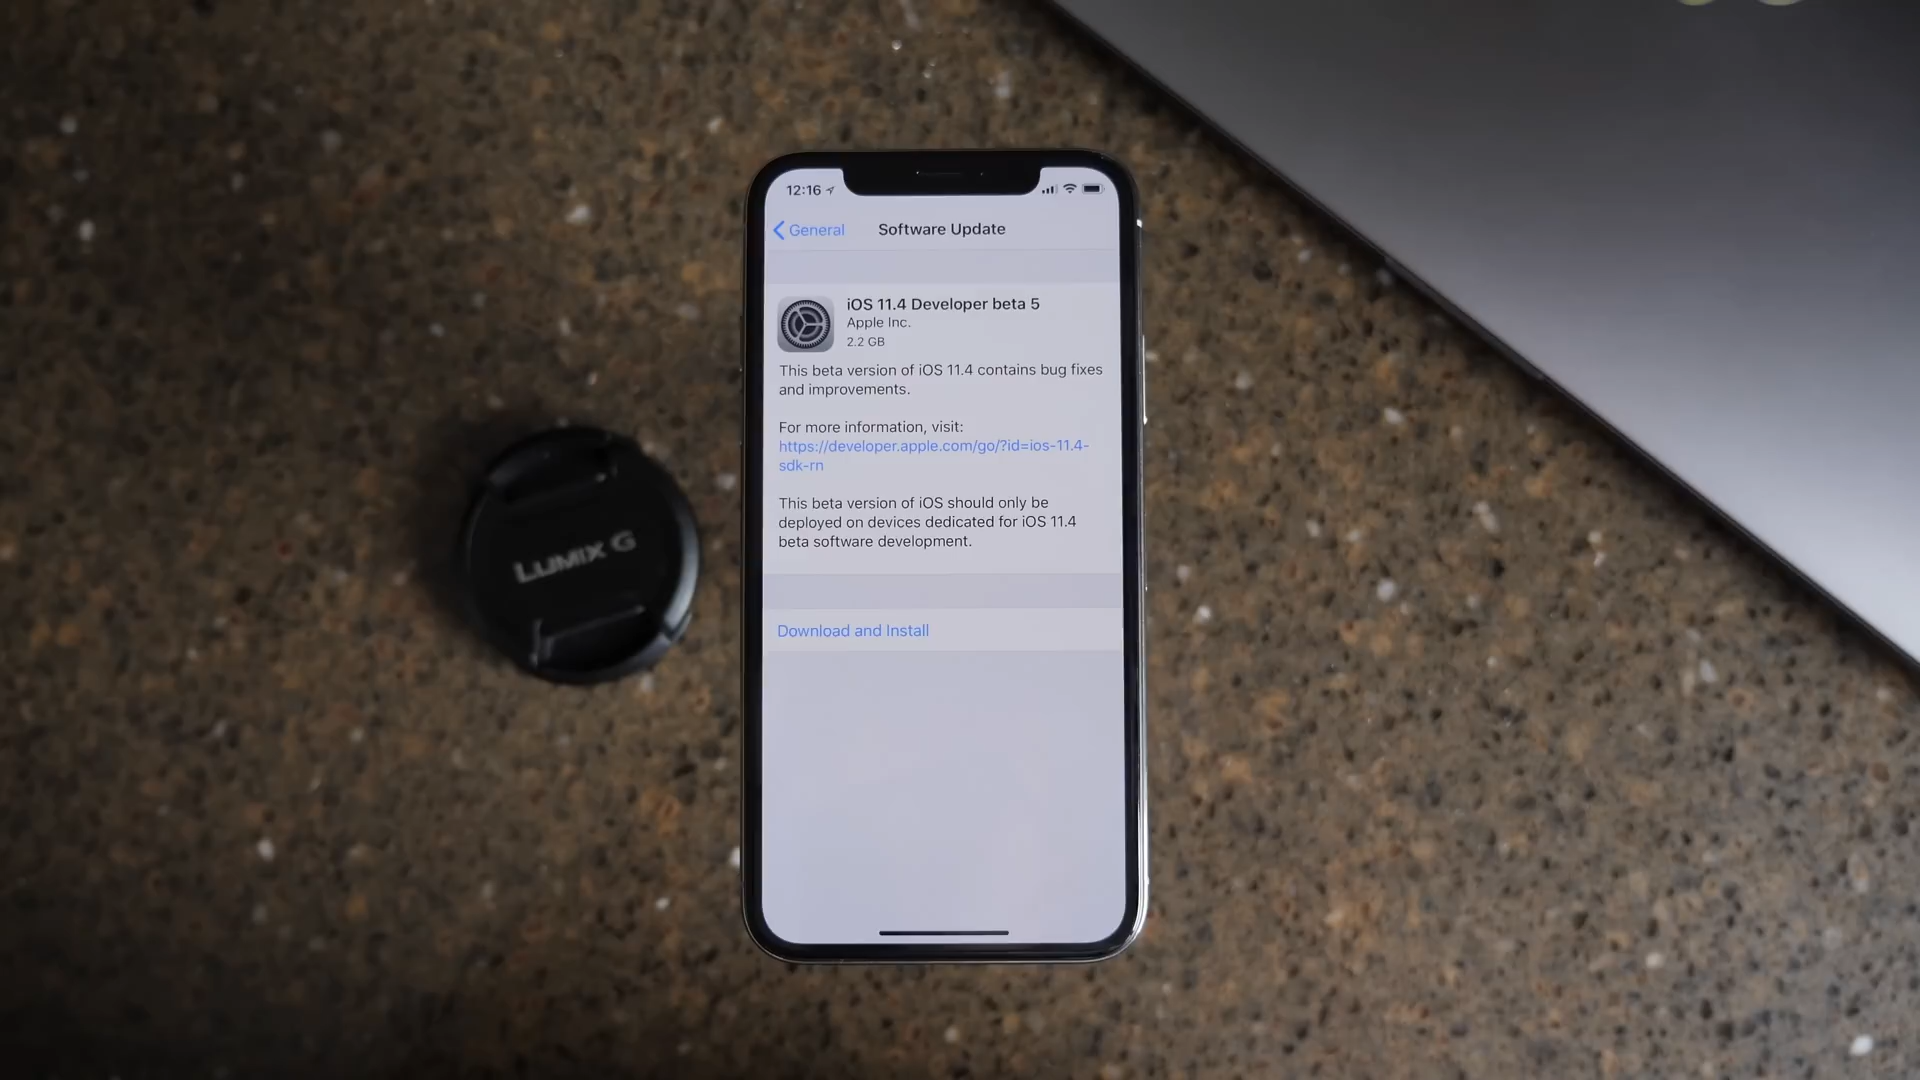 12:16
General
Software Update
iOS 11.4 Developer beta 5
Apple Inc.
2.2 GB
This beta version of iOS 11.4 contains bug fixes
and improvements.
For more information, visit:
https://developer.apple.com/go/?id=ios-11.4-
sdk-rn
This beta version of iOS should only be
deployed on devices dedicated for iOS 11.4
beta software development.
Download and Install
LUMIX G